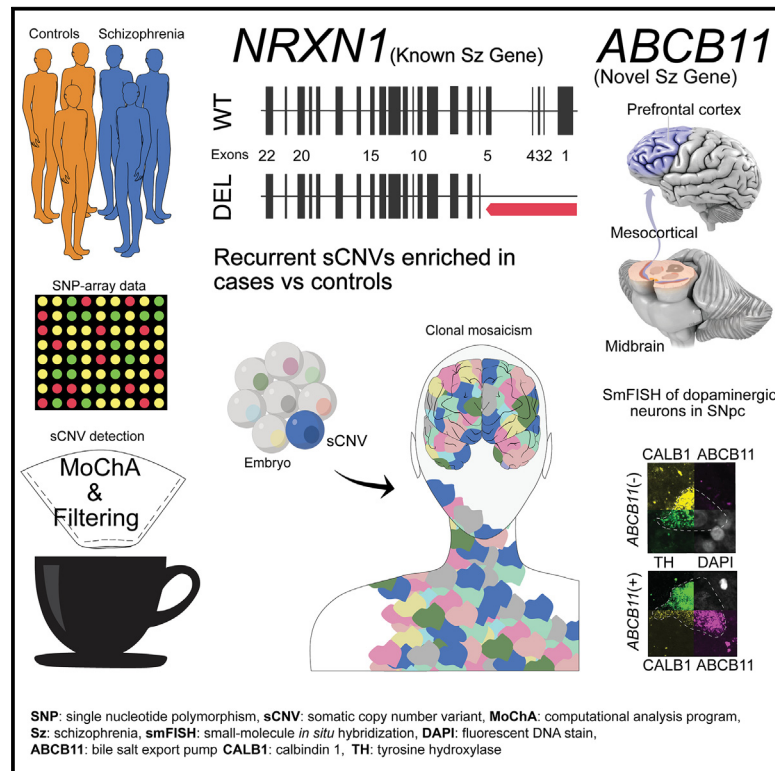 Controls
Schizophrenia
SNP-array data
sCNV detection
MoChA
&
Filtering
NRXN1 (Known Sz Gene)
WT
Exons 22 20 15 10 5 432 1
DEL
Recurrent sCNVs enriched in
cases vs controls
Clonal mosaicism
sCNV
Embryo
ABCB11
(Novel Sz Gene)
Prefrontal cortex
Mesocortical
Midbrain
SmFISH of dopaminergic
neurons in SNpc
CALB1 ABCB11
ABCB11(-)
TH DAPI
ABCB11(+)
CALB1 ABCB11
SNP: single nucleotide polymorphism, sCNV: somatic copy number variant, MoChA: computational analysis program,
Sz: schizophrenia, smFISH: small-molecule in situ hybridization, DAPI: fluorescent DNA stain,
ABCB11: bile salt export pump CALB1: calbindin 1, TH: tyrosine hydroxylase